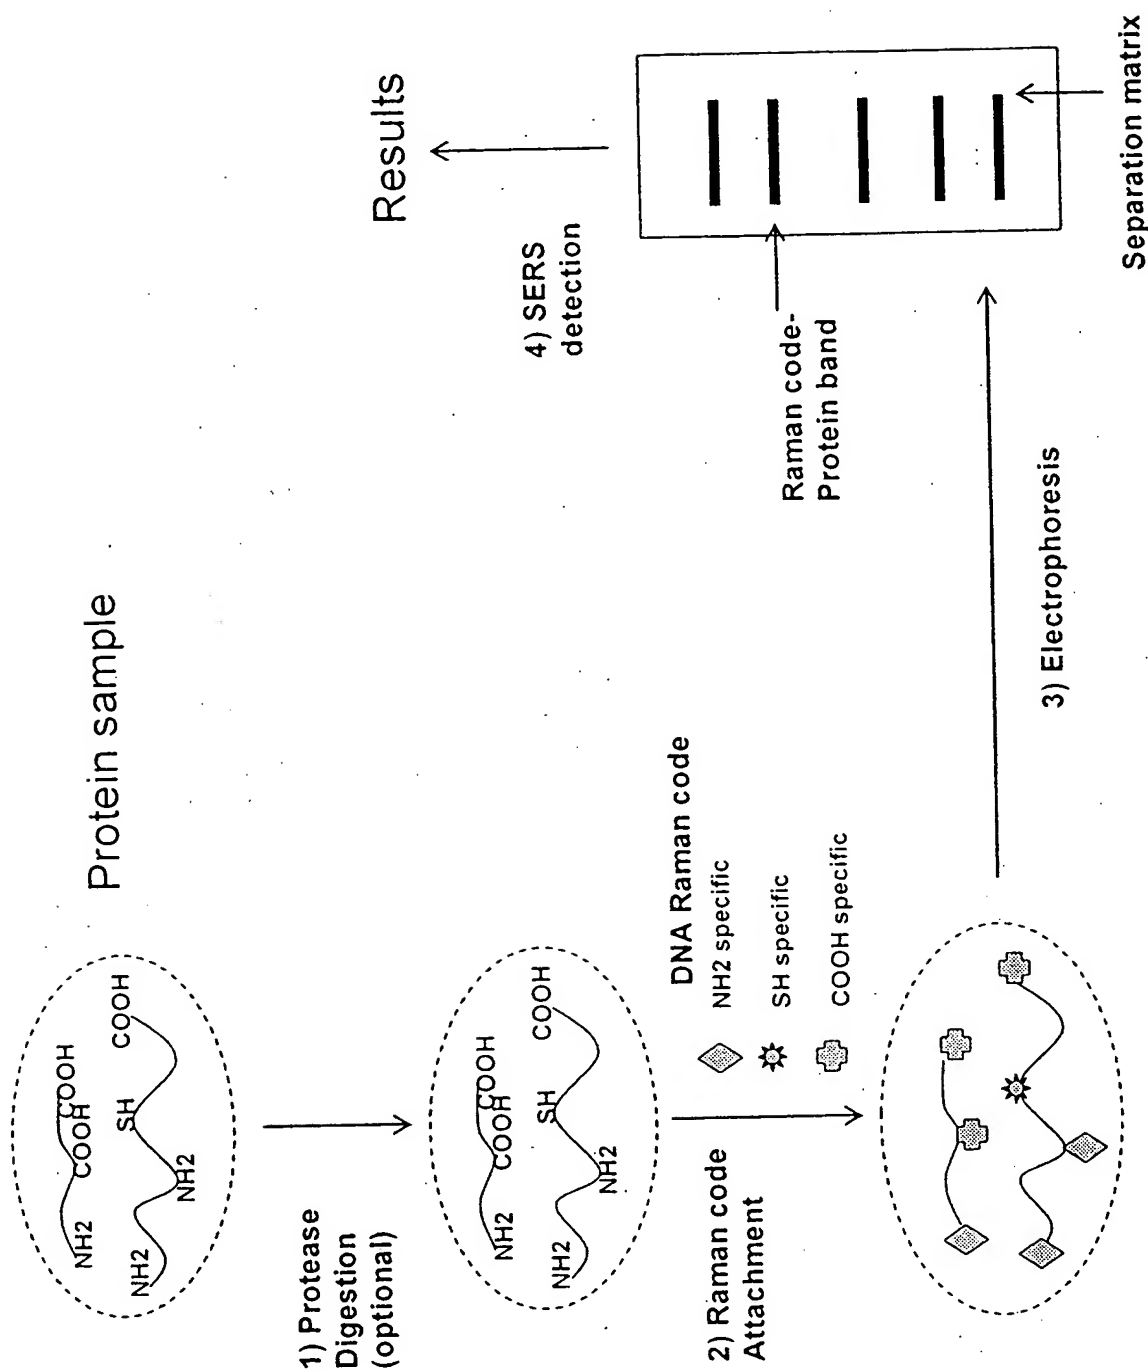 Protein sample
NH2
COOH
COOH
NH2
NH2
SH
COOH
1) Protease
Digestion
(optional)
NH2
COOH
COOH
NH2
NH2
SH
COOH
2) Raman code
Attachment
DNA Raman code
NH2 specific
SH specific
COOH specific
3) Electrophoresis
Raman code-
Protein band
Separation matrix
4) SERS
detection
Results